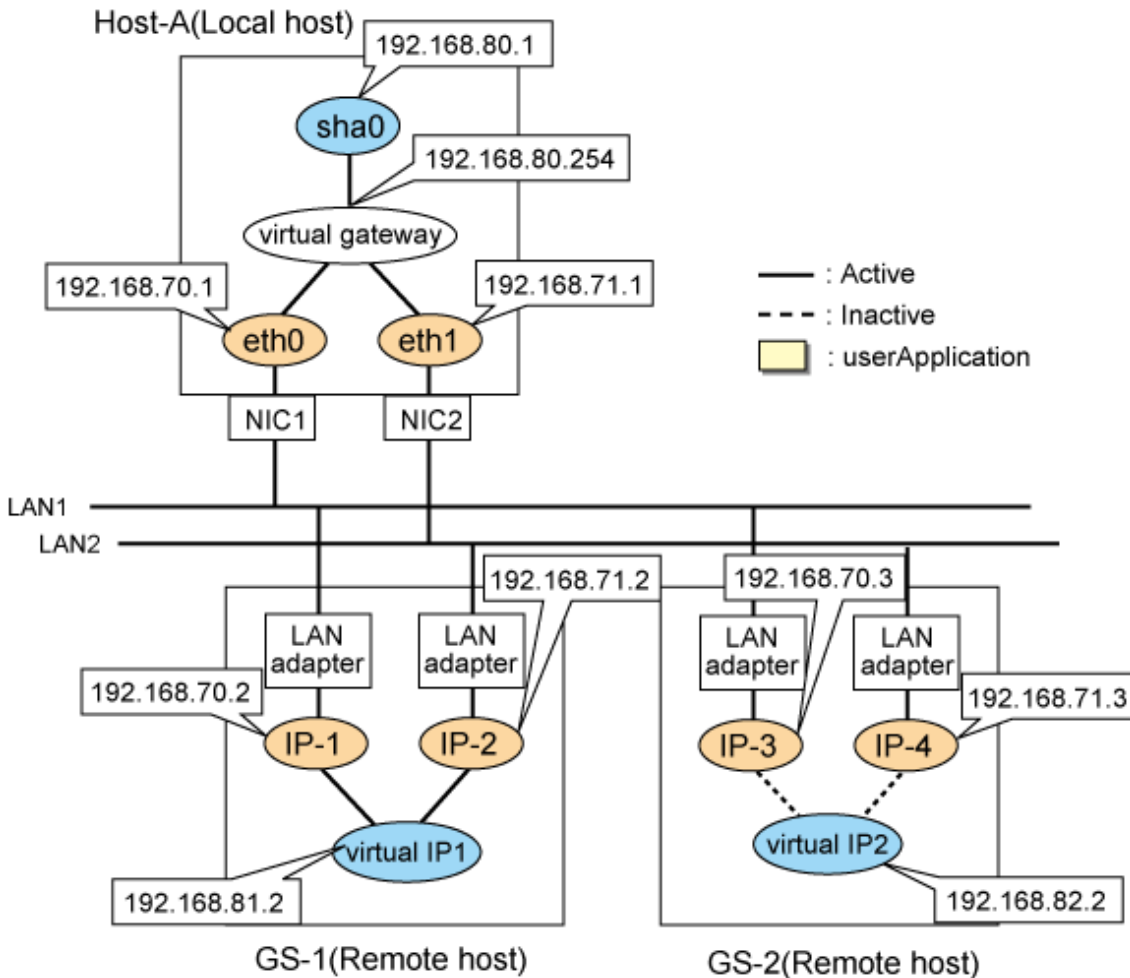 Host-A(Local host)
192.168.80.1
sha0
192.168.80.254
virtual gateway
192.168.70.1
192.168.71.1
eth0
eth1
: Active
: Inactive
: userApplication
NIC1
NIC2
LAN1
LAN2
192.168.71.2
192.168.70.3
LAN
adapter
LAN
adapter
LAN
adapter
LAN
adapter
192.168.70.2
192.168.71.3
IP-1
IP-2
IP-3
IP-4
virtual IP1
virtual IP2
192.168.81.2
192.168.82.2
GS-1(Remote host)
GS-2(Remote host)